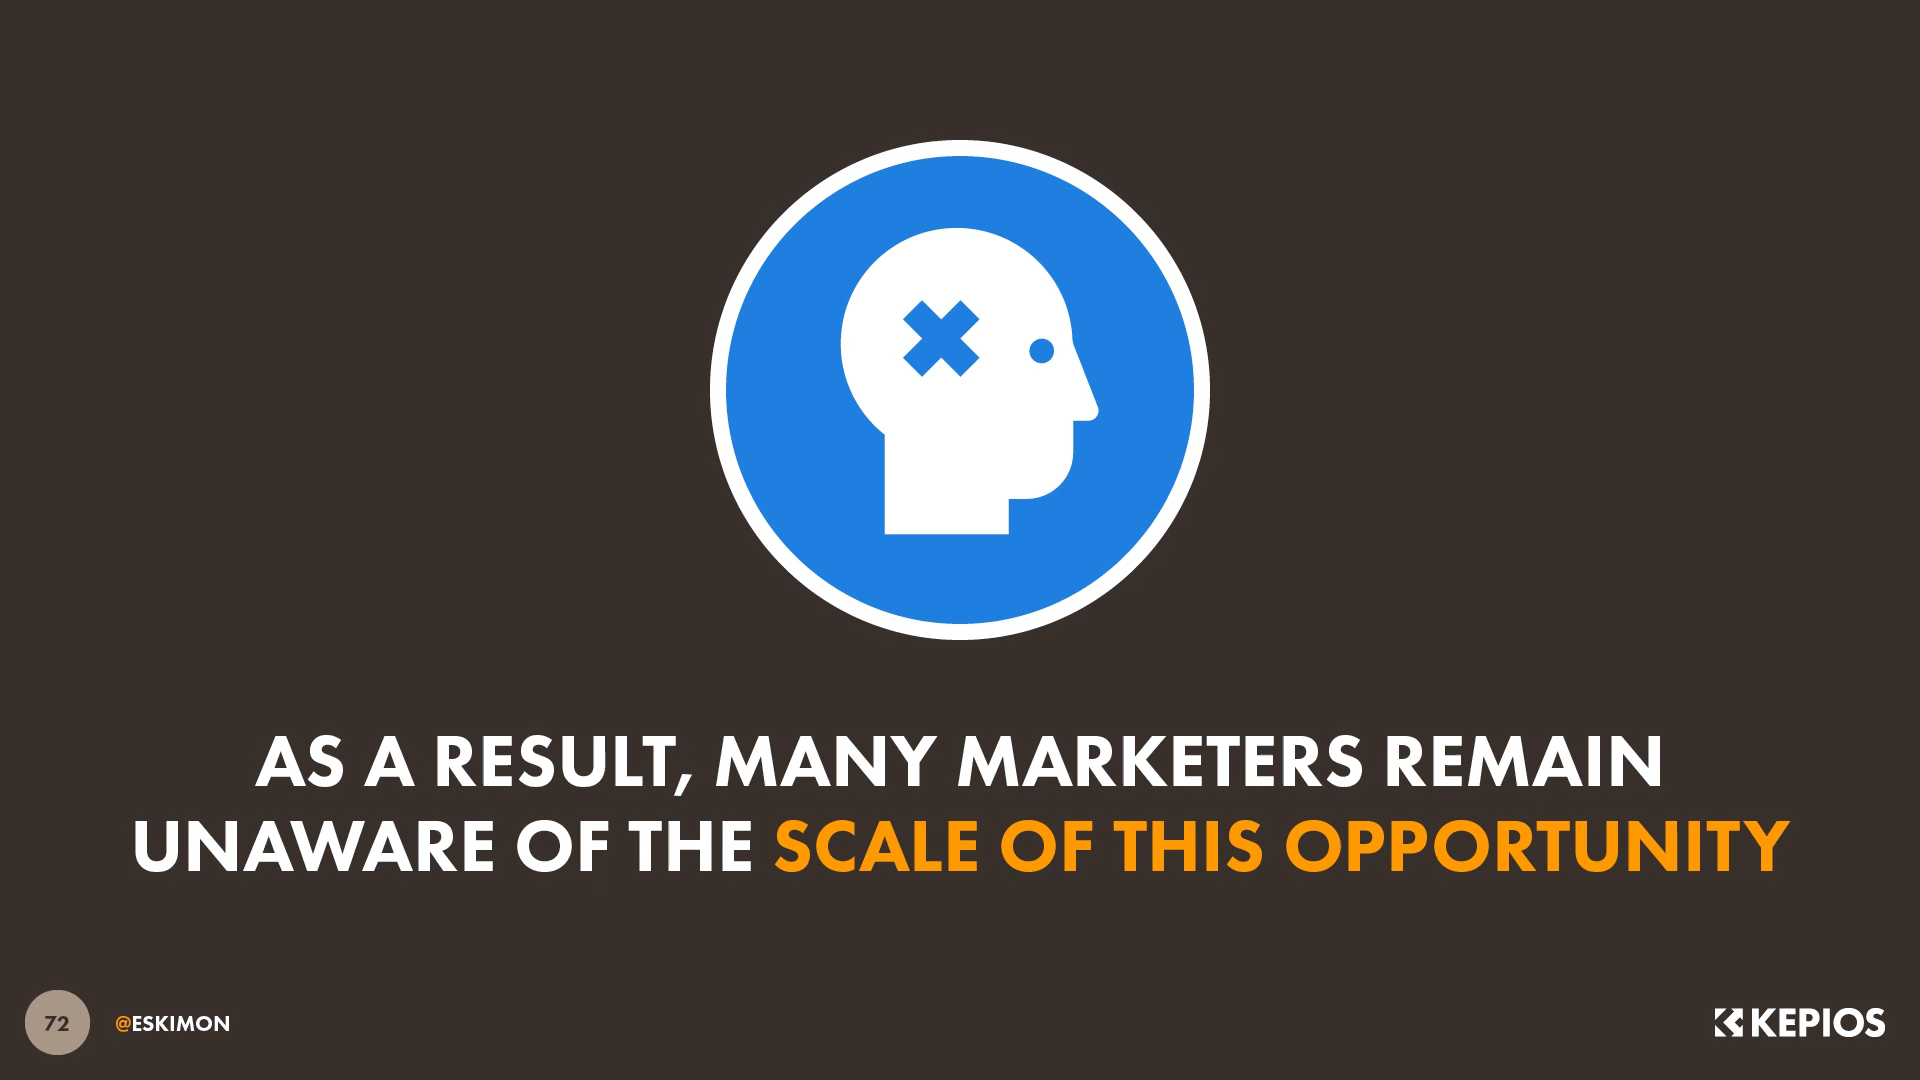 AS A RESULT, MANY MARKETERS REMAIN
UNAWARE OF THE SCALE OF THIS OPPORTUNITY
72
@ESKIMON
KEPIOS